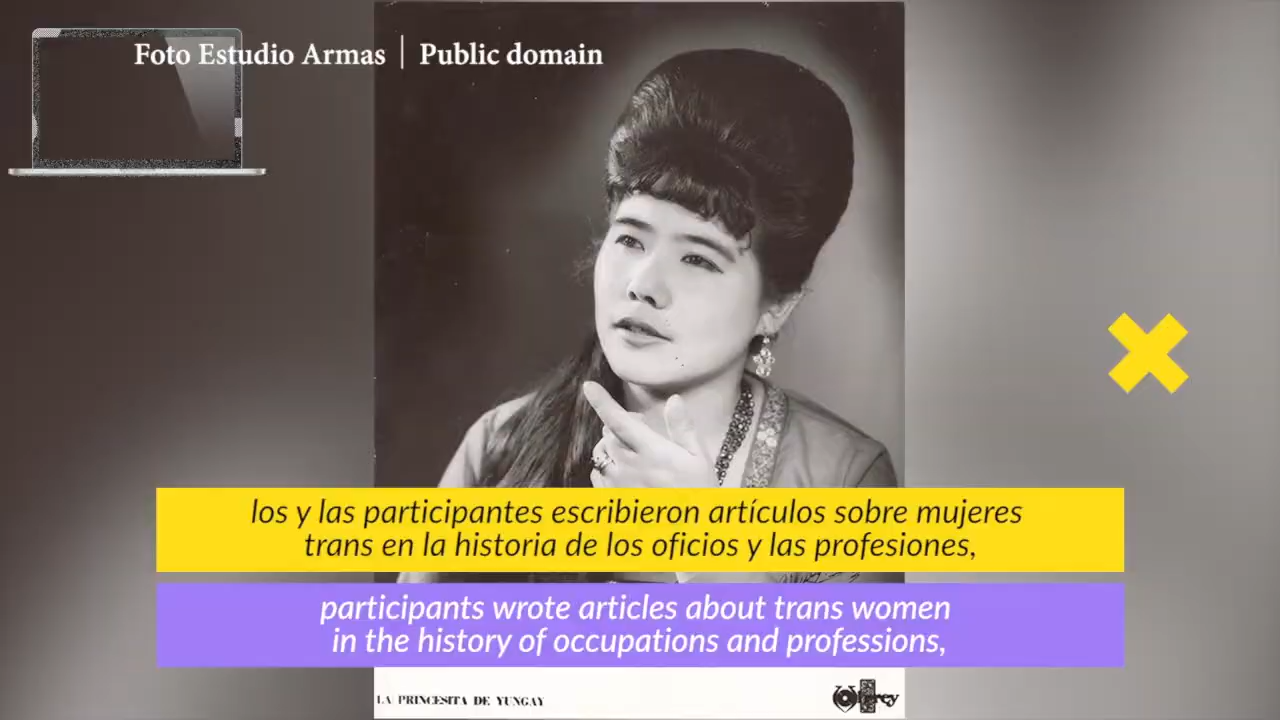 Foto Estudio Armas | Public domain
los y las participantes escribieron artículos sobre mujeres
trans en la historia de los oficios y las profesiones,
participants wrote articles about trans women
in the history of occupations and professions,
LA PRINCESITA DE YUNGAY